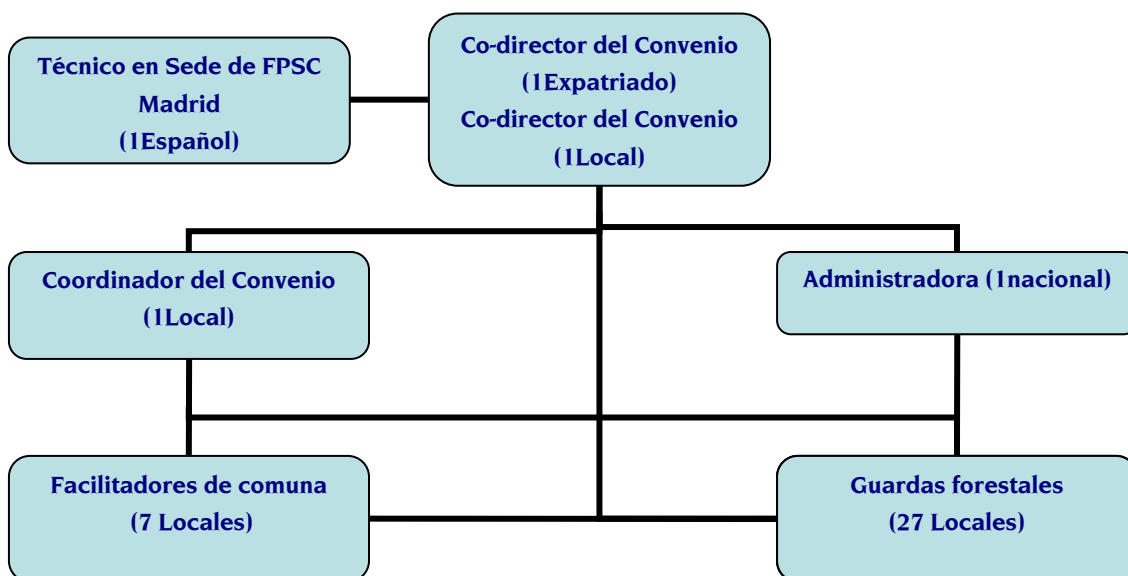 Técnico en Sede de FPSC
Madrid
(1Español)
Co-director del Convenio
(1Expatriado)
Co-director del Convenio
(1Local)
Coordinador del Convenio
(1Local)
Administradora (1nacional)
Facilitadores de comuna
(7 Locales)
Guardas forestales
(27 Locales)